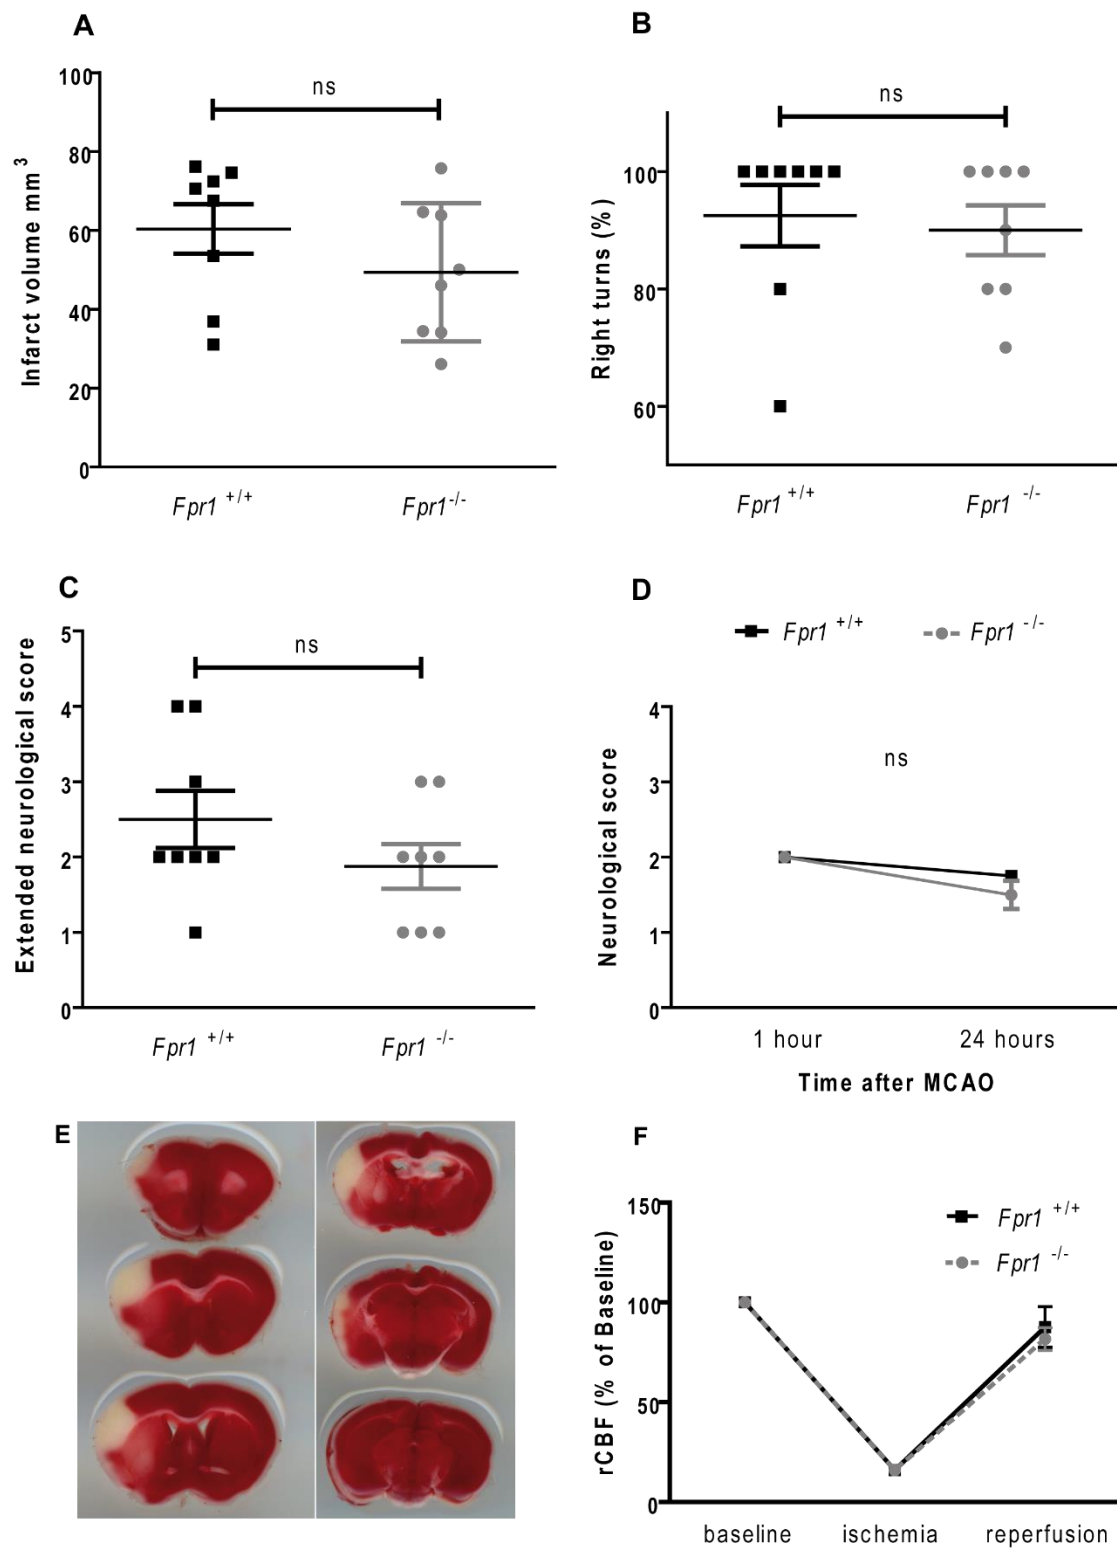 A
Infarct volume mm 3
100
80
60
40
20
0
ns
Fpr1 +/+
Fpr1 -/-
B
Right turns (%)
100
80
60
ns
Fpr1 +/+
Fpr1 -/-
C
Extended neurological score
5
4
3
2
1
0
ns
Fpr1 +/+
Fpr1 -/-
D
Fpr1 +/+
Fpr1 -/-
Neurological score
4
3
2
1
0
ns
1 hour
24 hours
Time after MCAO
E
F
rCBF (% of Baseline)
150
100
50
0
Fpr1 +/+
Fpr1 -/-
baseline
ischemia
reperfusion